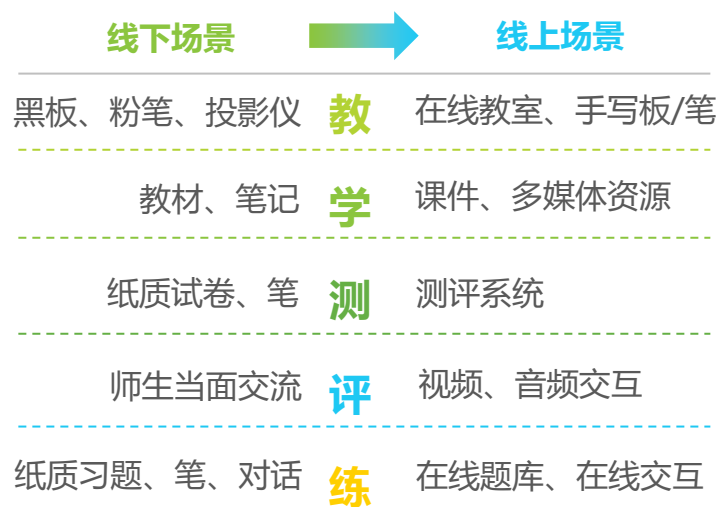 线下场景 线上场景
黑板、粉笔、投影仪 教 在线教室、手写板/笔
教材、笔记 学 课件、多媒体资源
纸质试卷、笔 测 测评系统
师生当面交流 评 视频、音频交互
纸质习题、笔、对话 练 在线题库、在线交互